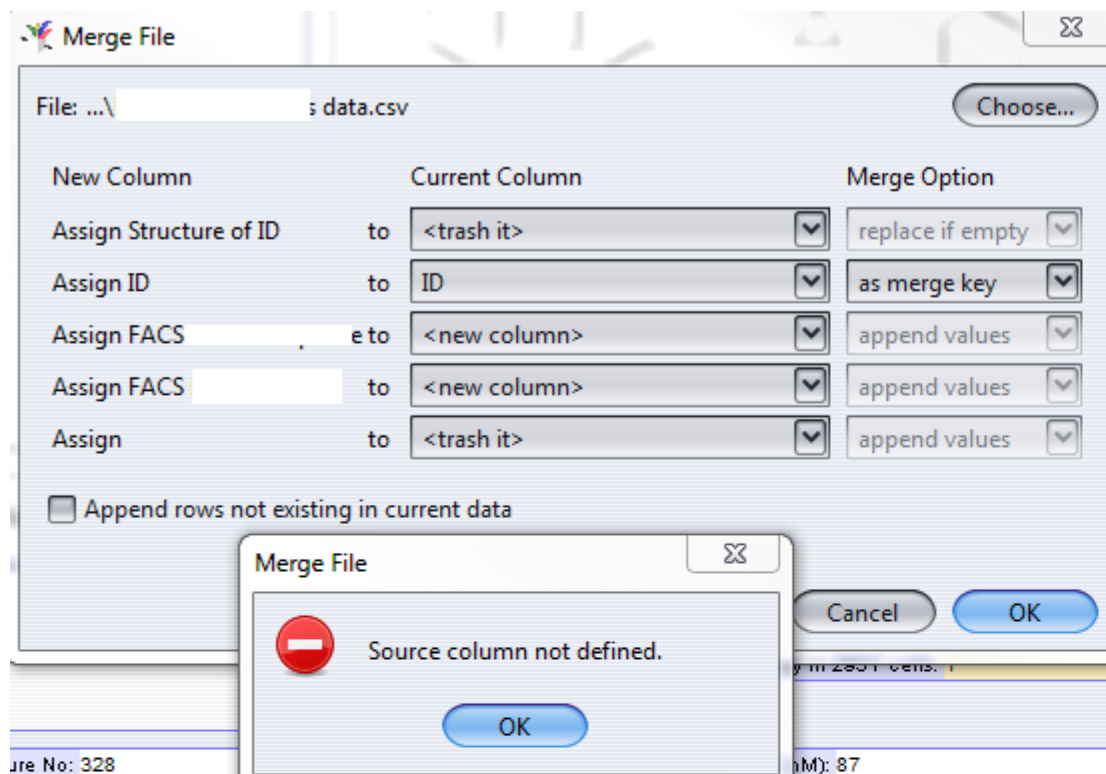 Merge File
File: ...\ s data.csv Choose...
New Column Current Column Merge Option
Assign Structure of ID to <trash it> replace if empty
Assign ID to ID as merge key
Assign FACS e to <new column> append values
Assign FACS to <new column> append values
Assign to <trash it> append values
Append rows not existing in current data
Merge File
Cancel OK
Source column not defined.
OK
ure No: 328 nM): 87